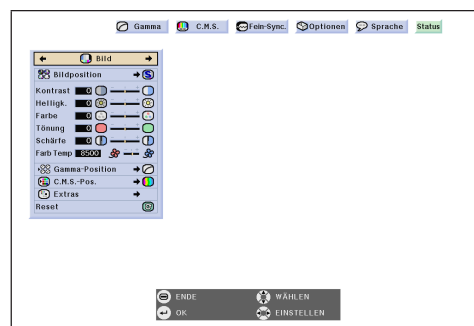 Gamma C.M.S. Fein-Sync. Optionen Sprache Status
Bild
Bildposition S
Kontrast 0
Helligk. 0
Farbe 0
Tönung 0
Schärfe 0
Farb Temp 8500
Gamma-Position
C.M.S.-Pos.
Extras
Reset
ENDE WÄHLEN
OK EINSTELLEN